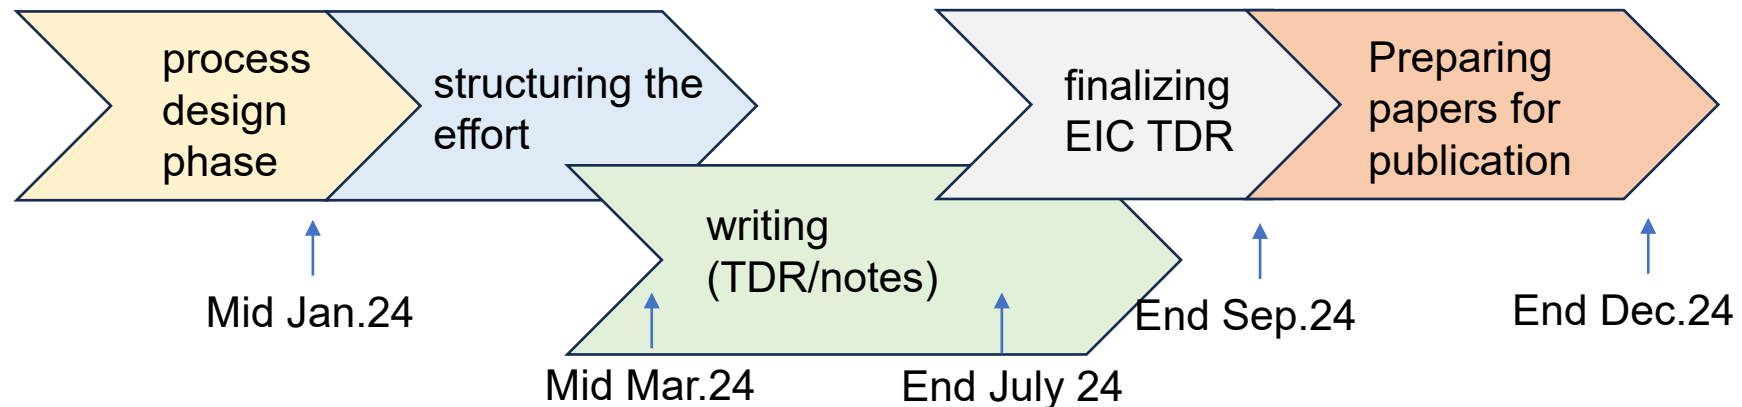 process
design
phase
structuring the
effort
writing
(TDR/notes)
finalizing
EIC TDR
Preparing
papers for
publication
Mid Jan.24
Mid Mar.24
End July 24
End Sep.24
End Dec.24